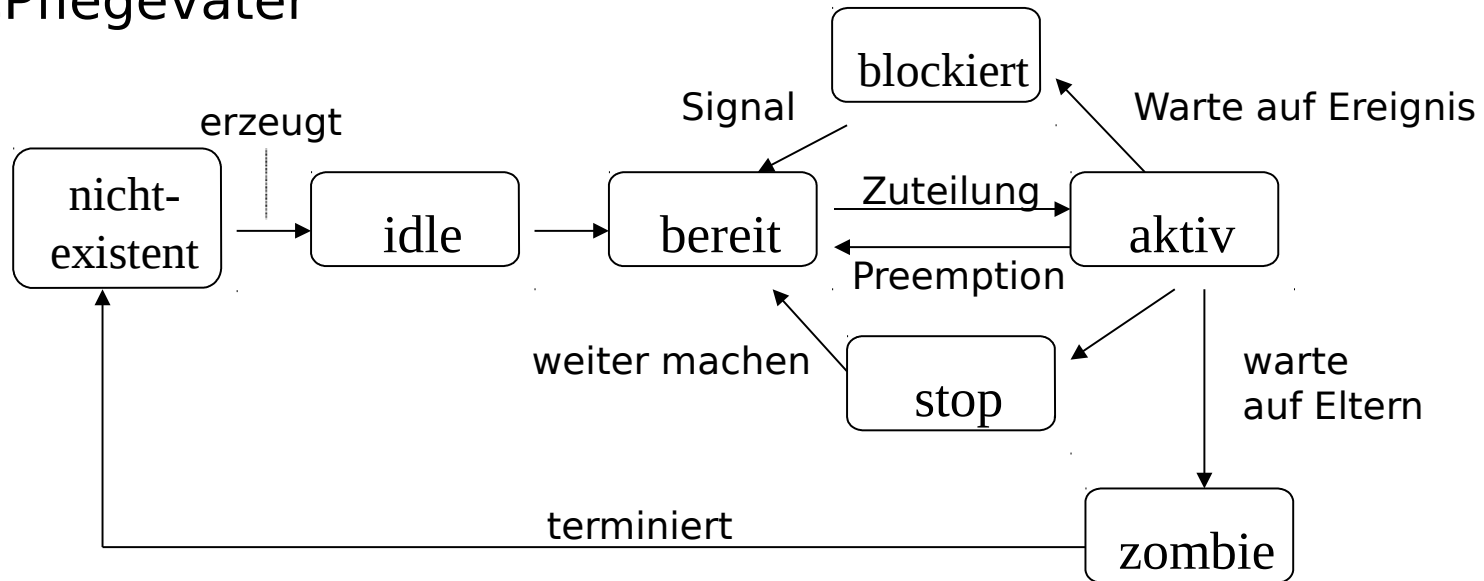 Pflegevater
blockiert
Signal
Warte auf Ereignis
erzeugt
nicht-
existent
idle
bereit
Zuteilung
aktiv
Preemption
weiter machen
stop
warte
auf Eltern
terminiert
zombie